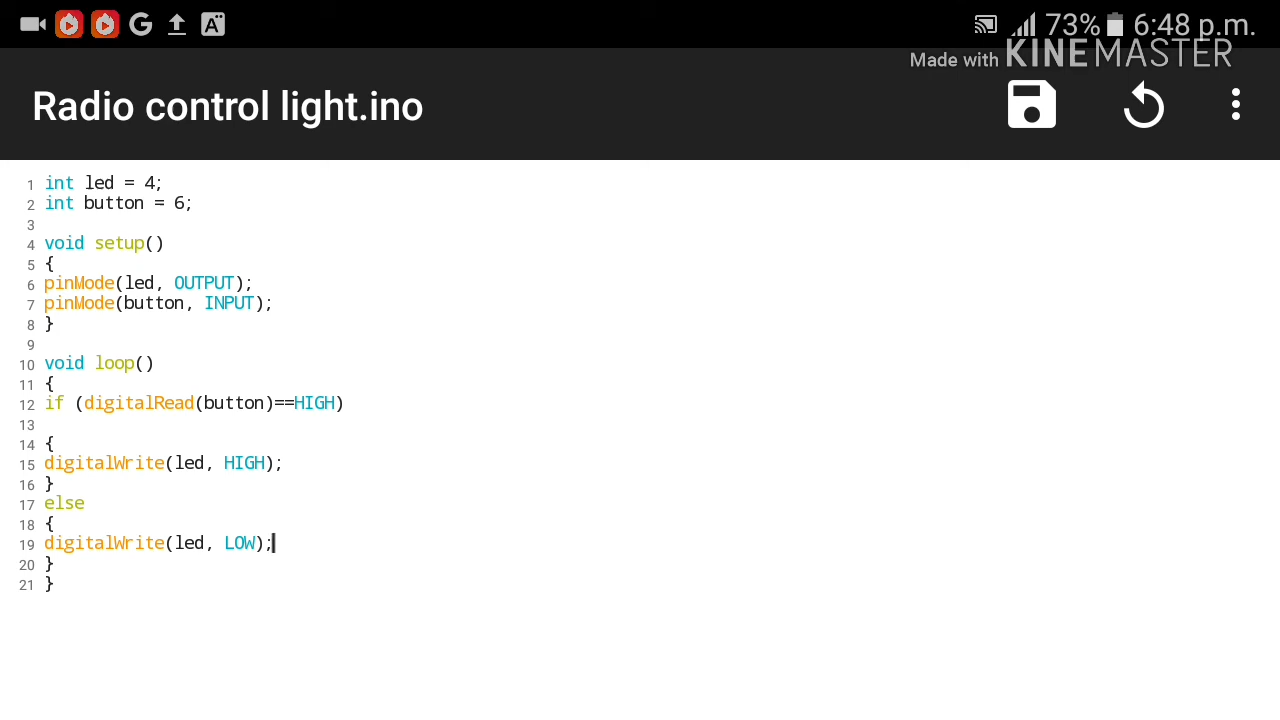 73% 6:48 p.m.
Made with KINEMASTER
Radio control light.ino
1 int led = 4;
2 int button = 6;
3
4 void setup()
5 {
6 pinMode(led, OUTPUT);
7 pinMode(button, INPUT);
8 }
9
10 void loop()
11 {
12 if (digitalRead(button)==HIGH)
13
14 {
15 digitalWrite(led, HIGH);
16 }
17 else
18 {
19 digitalWrite(led, LOW);
20 }
21 }